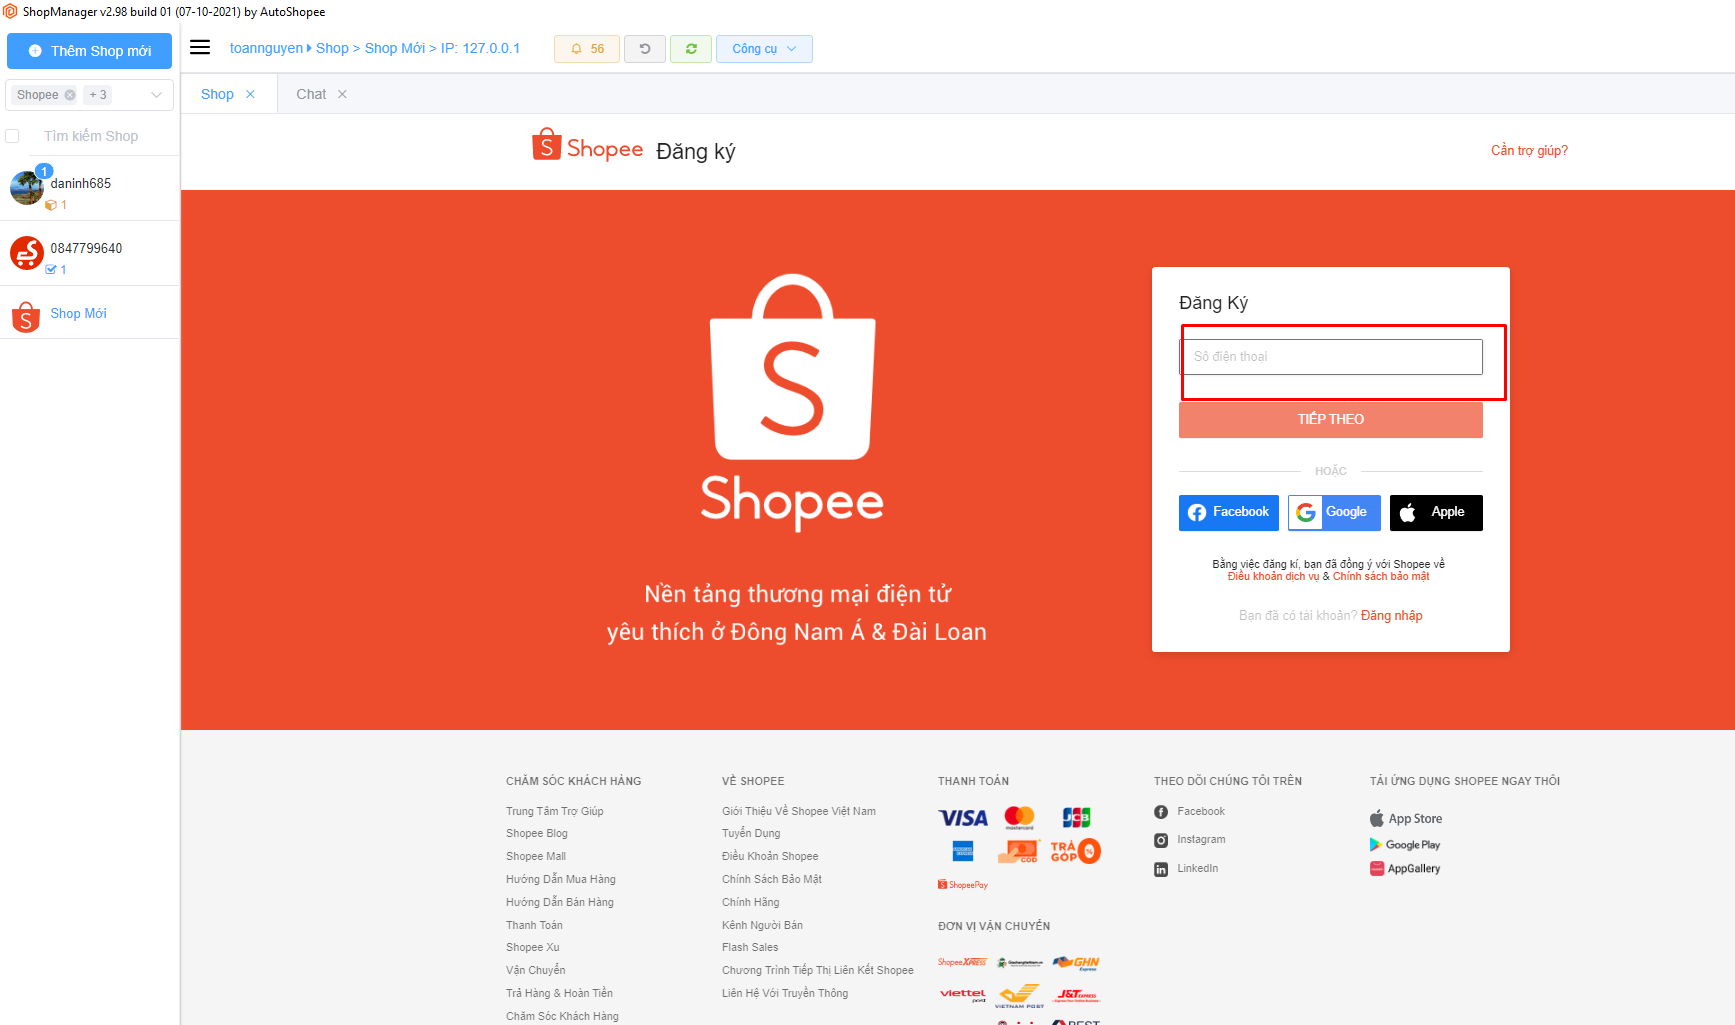 ShopManager v2.98 build 01 (07-10-2021) by AutoShopee
Thêm Shop mới
toannguyen Shop > Shop Mới > IP: 127.0.0.1
56
Công cụ
Shopee
+ 3
Shop
Chat
Tìm kiếm Shop
1
daninh685
1
0847799640
1
Shop Mới
S Shopee Đăng ký
Cần trợ giúp?
S
Shopee
Nền tảng thương mại điện tử
yêu thích ở Đông Nam Á & Đài Loan
Đăng Ký
Số điện thoại
TIẾP THEO
HOẶC
Facebook
Google
Apple
Bằng việc đăng kí, bạn đã đồng ý với Shopee về
Điều khoản dịch vụ & Chính sách bảo mật
Bạn đã có tài khoản? Đăng nhập
CHĂM SÓC KHÁCH HÀNG
Trung Tâm Trợ Giúp
Shopee Blog
Shopee Mall
Hướng Dẫn Mua Hàng
Hướng Dẫn Bán Hàng
Thanh Toán
Shopee Xu
Vận Chuyển
Trả Hàng & Hoàn Tiền
Chăm Sóc Khách Hàng
VỀ SHOPEE
Giới Thiệu Về Shopee Việt Nam
Tuyển Dụng
Điều Khoản Shopee
Chính Sách Bảo Mật
Chính Hãng
Kênh Người Bán
Flash Sales
Chương Trình Tiếp Thị Liên Kết Shopee
Liên Hệ Với Truyền Thông
THANH TOÁN
VISA
mastercard
JCB
COD
TRẢ GÓP %
ShopeePay
ĐƠN VỊ VẬN CHUYỂN
Shopee XPRESS
GHN Express
viettel post
VIETNAM POST
J&T EXPRESS
BEST
THEO DÕI CHÚNG TÔI TRÊN
Facebook
Instagram
LinkedIn
TẢI ỨNG DỤNG SHOPEE NGAY THÔI
App Store
Google Play
AppGallery